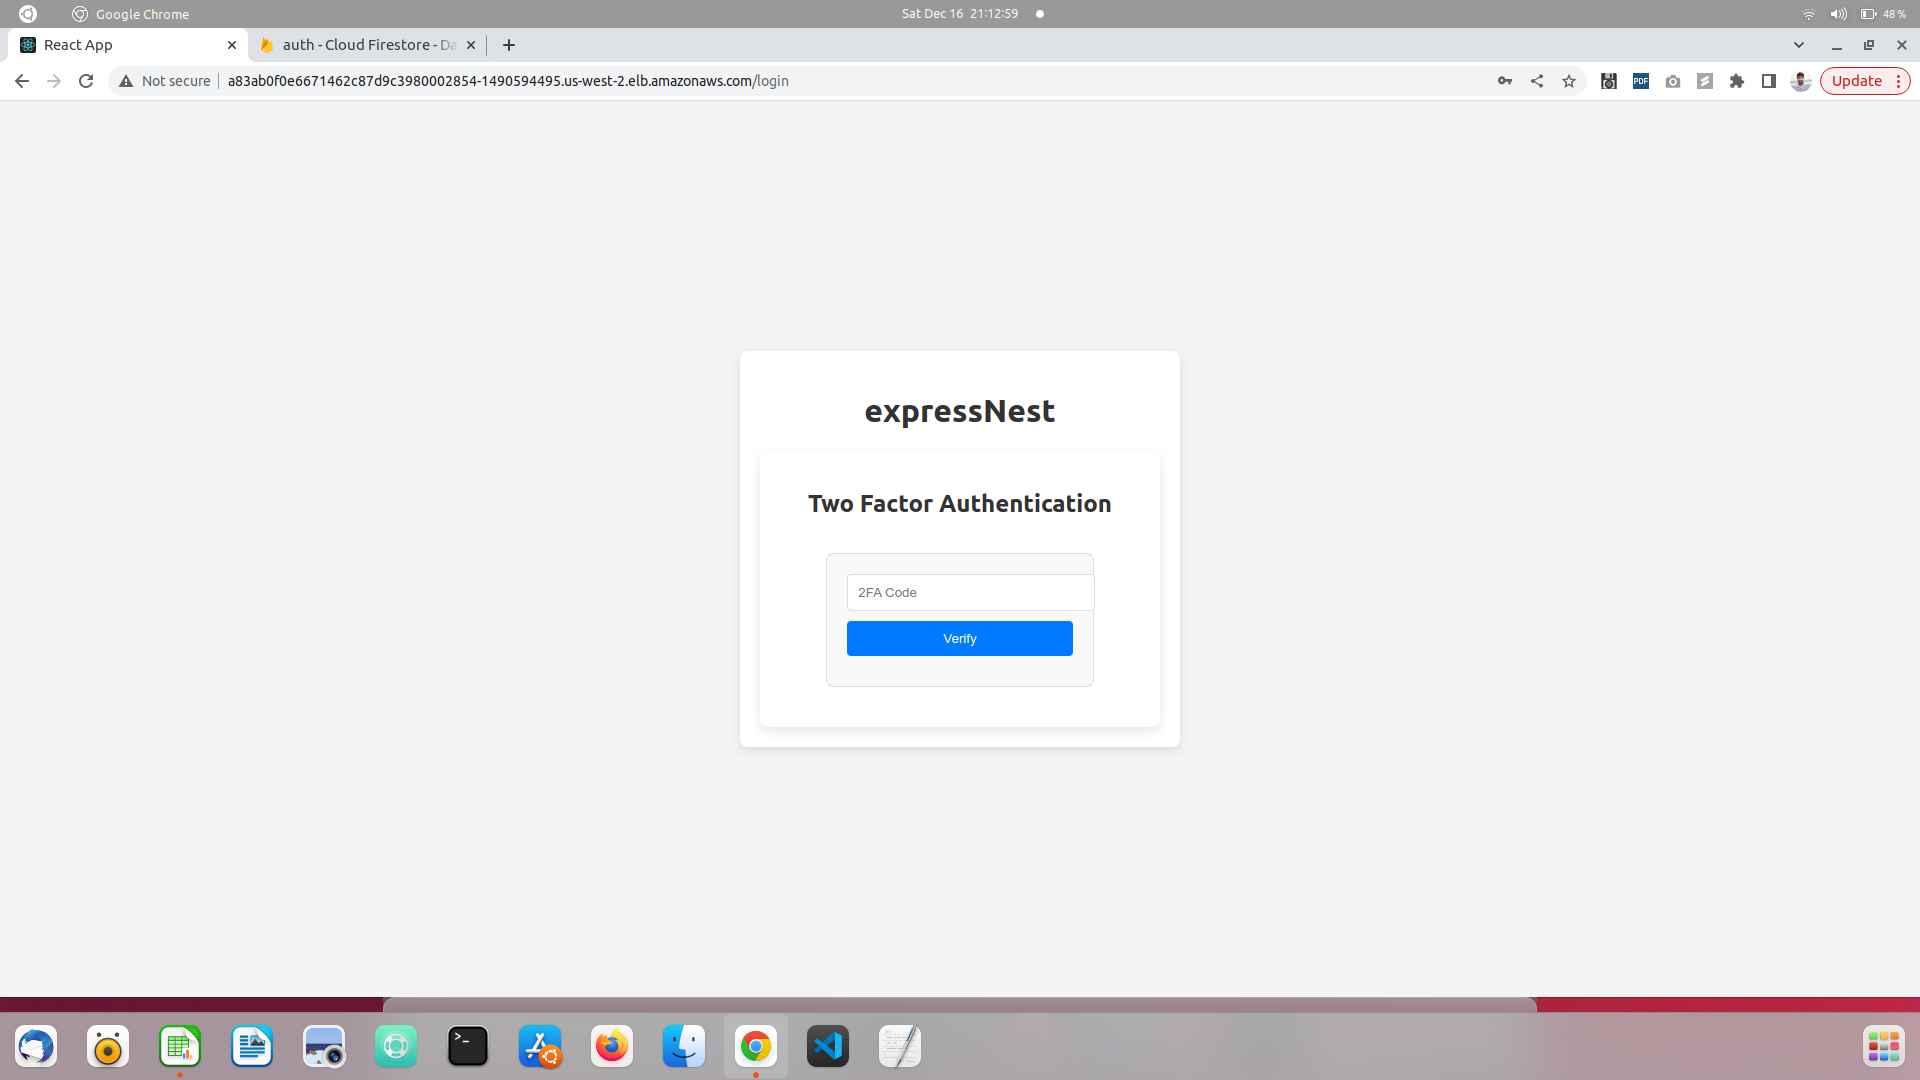 Google Chrome
Sat Dec 16 21:12:59
48 %
React App
auth - Cloud Firestore - Da
Not secure
a83ab0f0e6671462c87d9c3980002854-1490594495.us-west-2.elb.amazonaws.com/login
PDF
Update
expressNest
Two Factor Authentication
2FA Code
Verify
>_